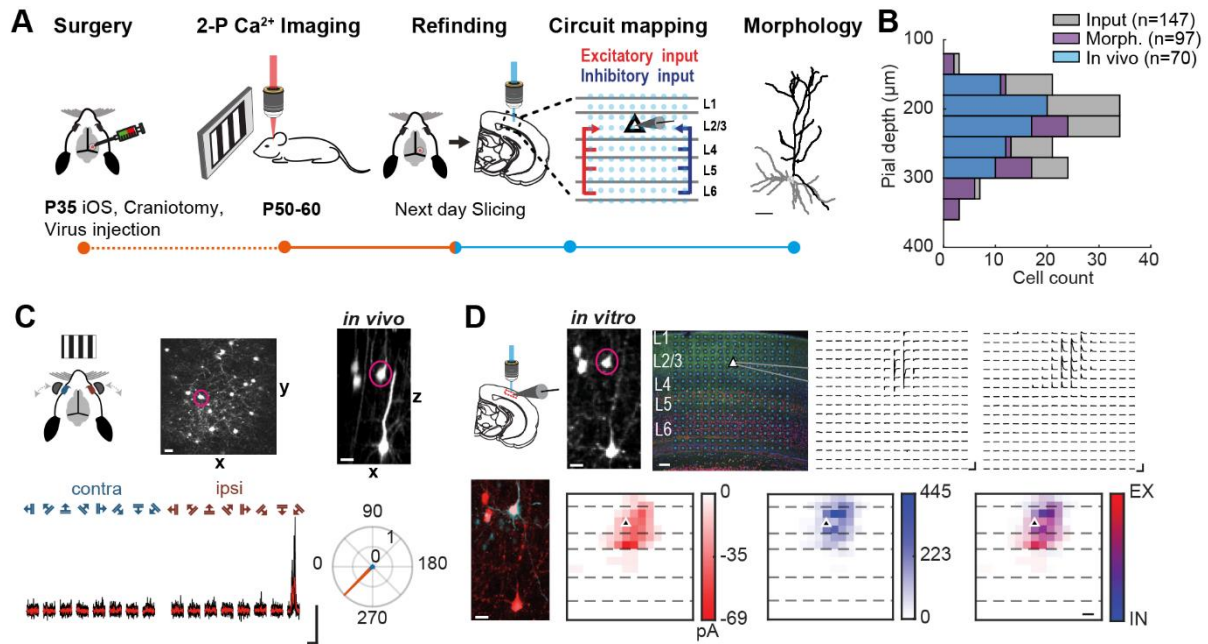 A
Surgery
2-P Ca²⁺ Imaging
Refinding
Circuit mapping
Morphology
Excitatory input
Inhibitory input
L1
L2/3
L4
L5
L6
P35 iOS, Craniotomy,
Virus injection
P50-60
Next day Slicing
B
Input (n=147)
Morph. (n=97)
In vivo (n=70)
Pial depth (µm)
100
200
300
400
0 10 20 30 40
Cell count
C
in vivo
y
x
z
x
contra
ipsi
90
0
1
0
180
270
D
in vitro
L1
L2/3
L4
L5
L6
0
-35
-69
pA
445
223
0
EX
IN